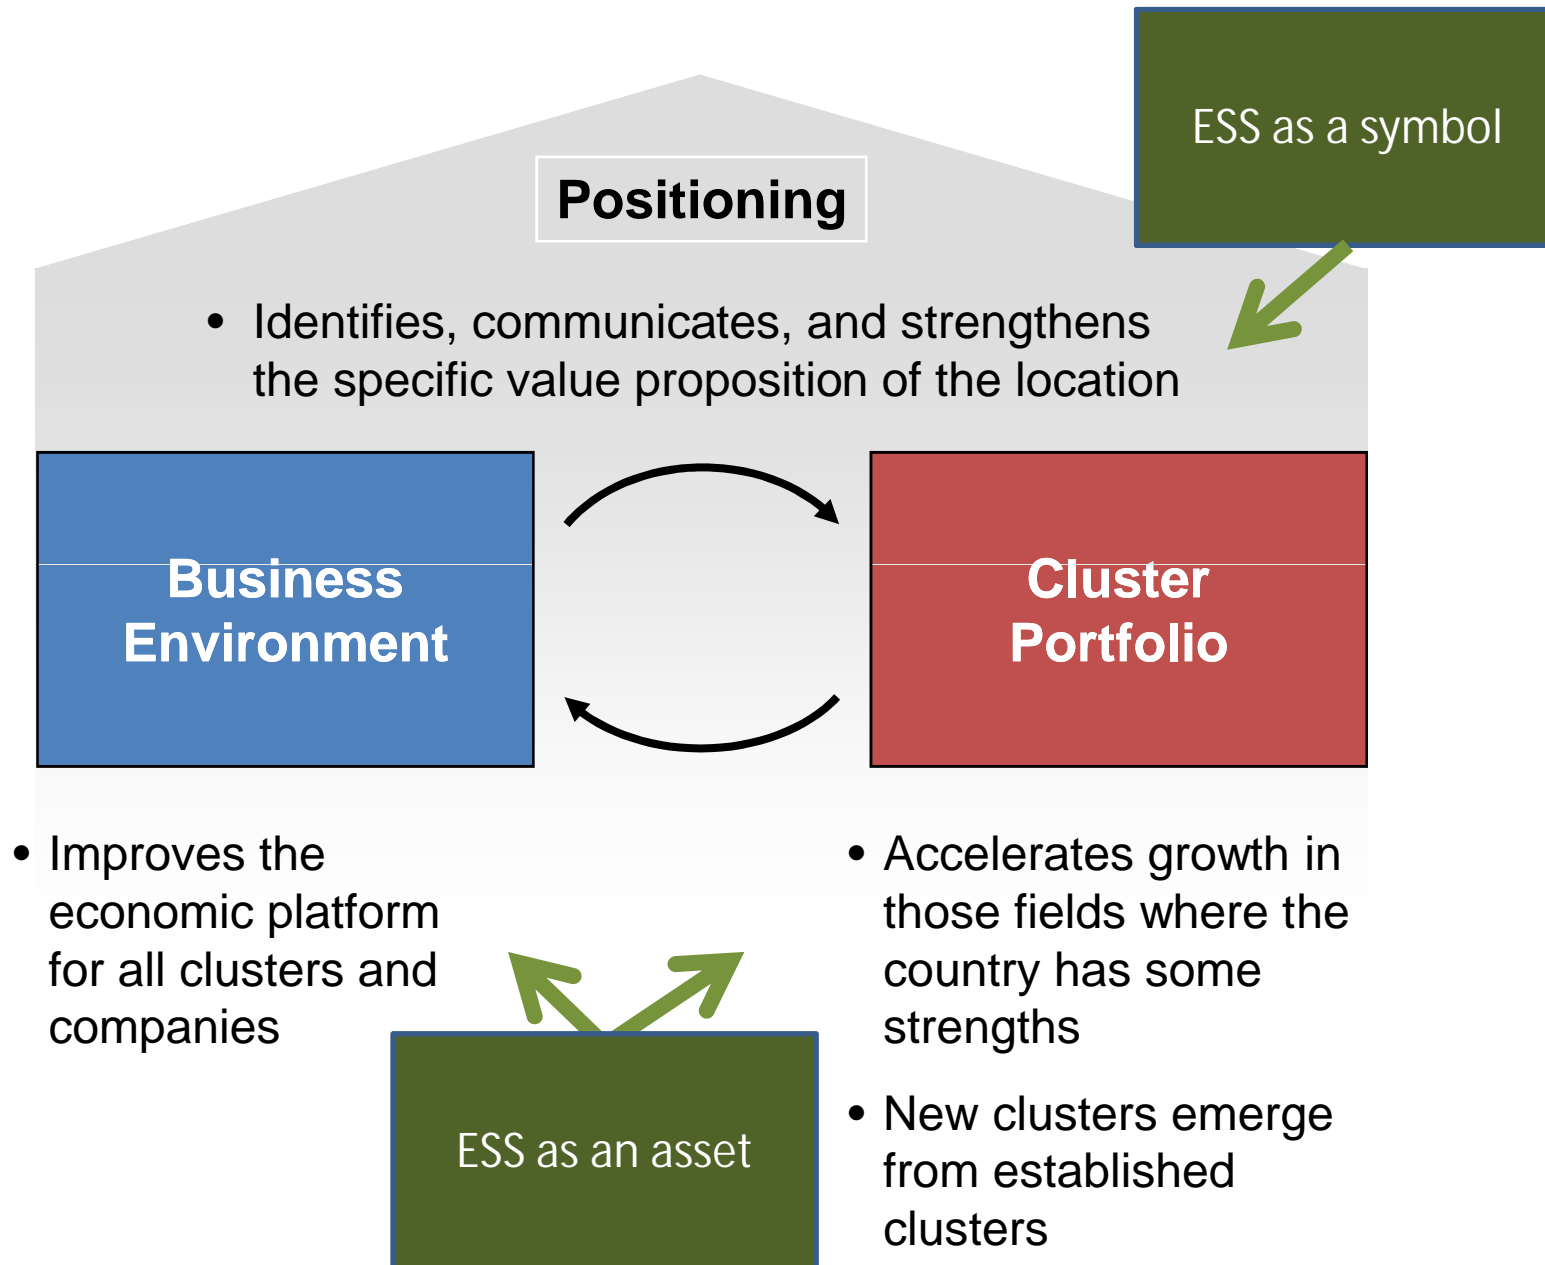 ESS as a symbol
Positioning
• Identifies, communicates, and strengthens
the specific value proposition of the location
Business
Environment
Cluster
Portfolio
• Improves the
economic platform
for all clusters and
companies
• Accelerates growth in
those fields where the
country has some
strengths
• New clusters emerge
from established
clusters
ESS as an asset